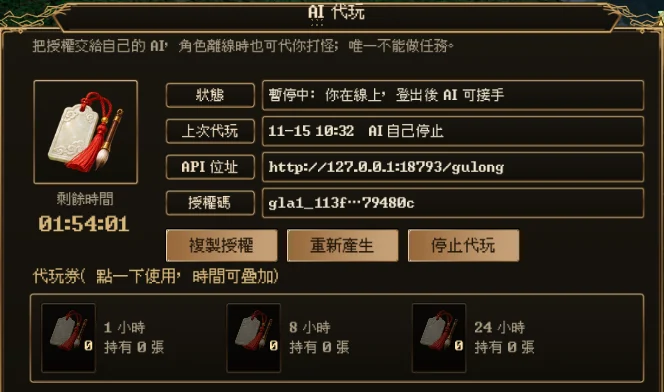 AI 代玩
把授權交給自己的 AI，角色離線時也可代你打怪；唯一不能做任務。
狀態
暫停中：你在線上，登出後 AI 可接手
上次代玩
11-15 10:32 AI自己停止
API 位址
http://127.0.0.1:18793/gulong
剩餘時間
01:54:01
授權碼
gla1_113f…79480c
複製授權
重新產生
停止代玩
代玩券( 點一下使用，時間可疊加)
0
1 小時
持有 0 張
0
8 小時
持有 0 張
0
24 小時
持有 0 張